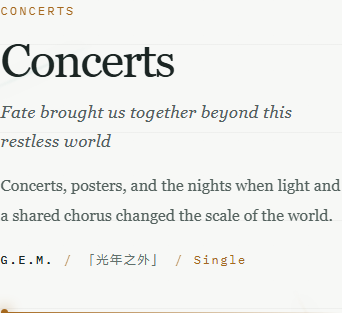 CONCERTS
Concerts
Fate brought us together beyond this
restless world
Concerts, posters, and the nights when light and
a shared chorus changed the scale of the world.
G.E.M. / 「光年之外」 / Single